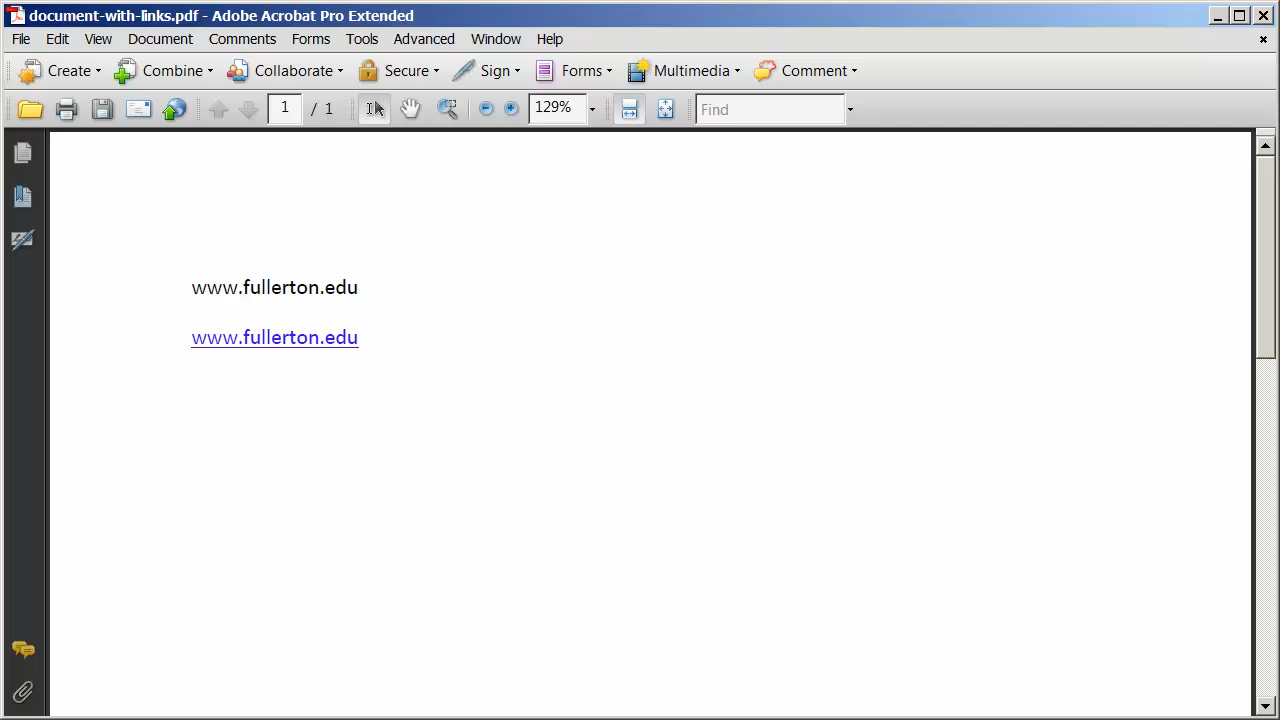 document-with-links.pdf - Adobe Acrobat Pro Extended
File Edit View Document Comments Forms Tools Advanced Window Help
Create Combine Collaborate Secure Sign Forms Multimedia Comment
1 / 1 129% Find
www.fullerton.edu
www.fullerton.edu